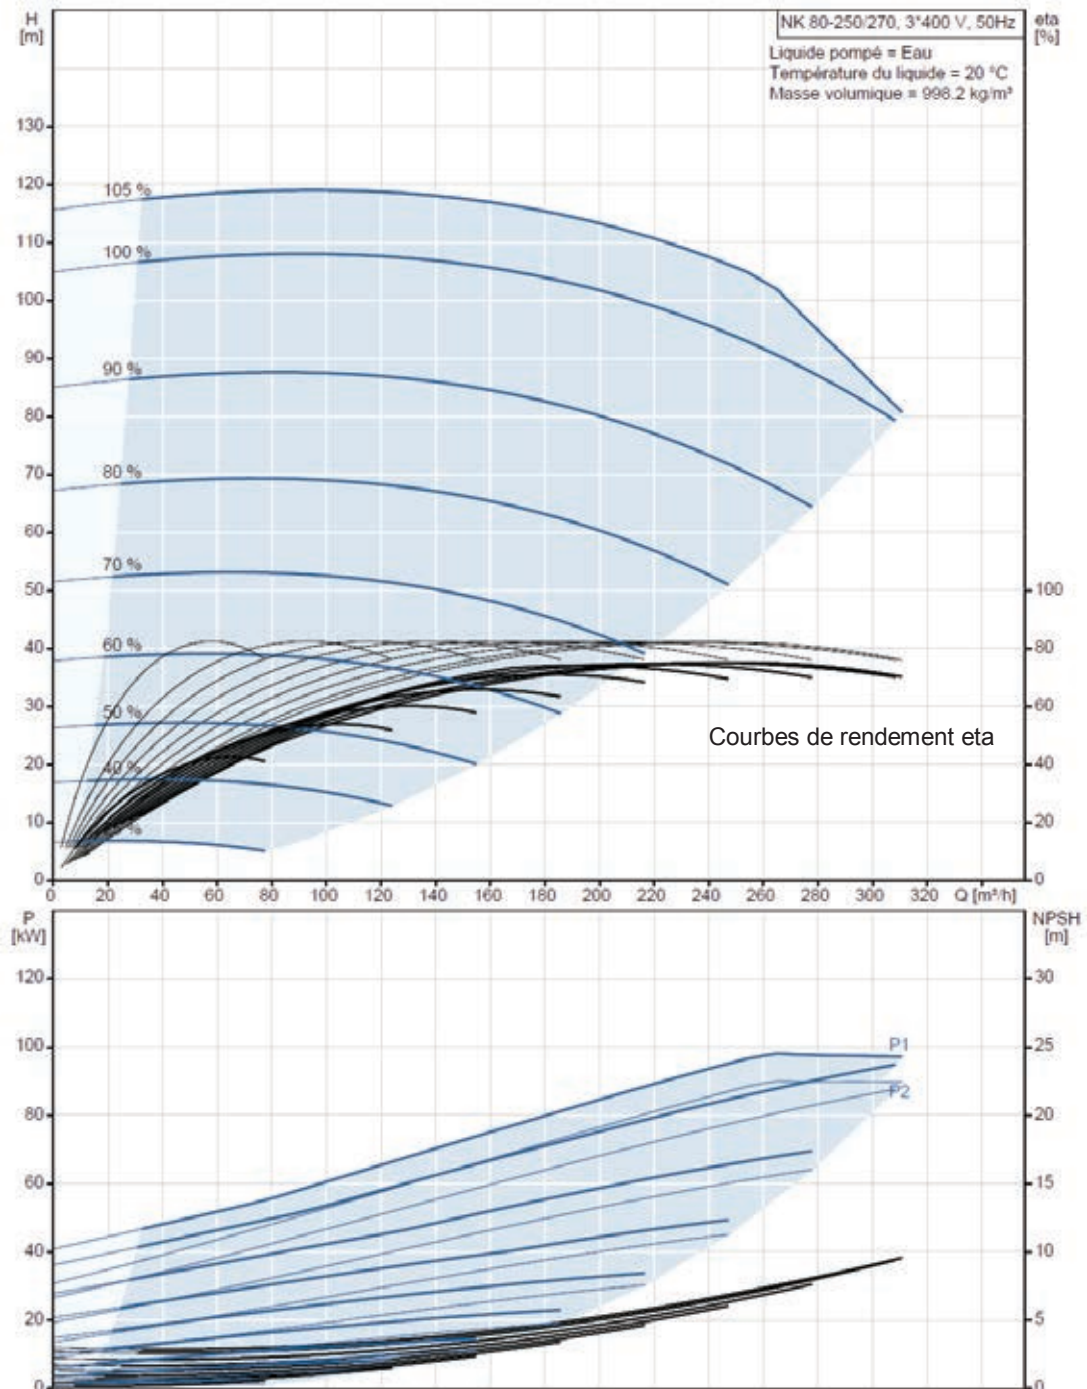 H
[m]
NK 80-250/270, 3*400 V, 50Hz
eta
[%]
Liquide pompé = Eau
Température du liquide = 20 °C
Masse volumique = 998.2 kg/m³
130
120
105 %
110
100 %
100
90
90 %
80
80 %
70
60
70 %
50
100
40
60 %
80
30
50 %
60
Courbes de rendement eta
20
40 %
40
10
%
20
0
0
0 20 40 60 80 100 120 140 160 180 200 220 240 260 280 300 320 Q [m³/h]
P
[kW]
NPSH
[m]
120
30
100
25
P1
80
20
P2
60
15
40
10
20
5
0
0